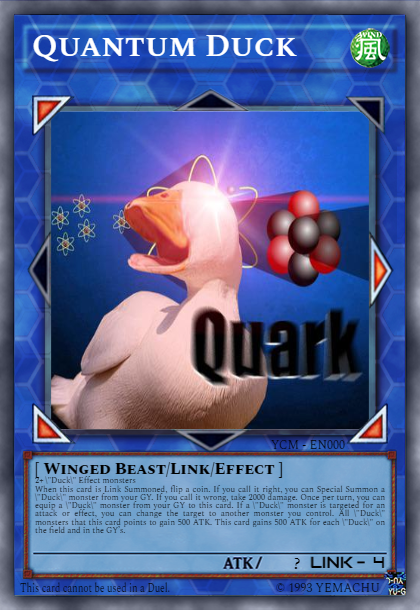 QUANTUM DUCK
WIND
風
Quark
YCM - EN000
[ WINGED BEAST/LINK/EFFECT ]
2+ \"Duck\" Effect monsters
When this card is Link Summoned, flip a coin. If you call it right, you can Special Summon a
\"Duck\" monster from your GY. If you call it wrong, take 2000 damage. Once per turn, you can
equip a \"Duck\" monster from your GY to this card. If a \"Duck\" monster is targeted for an
attack or effect, you can change the target to another monster you control. All \"Duck\"
monsters that this card points to gain 500 ATK. This card gains 500 ATK for each \"Duck\" on
the field and in the GY's.
ATK/ ? LINK - 4
This card cannot be used in a Duel.
© 1993 YEMACHU